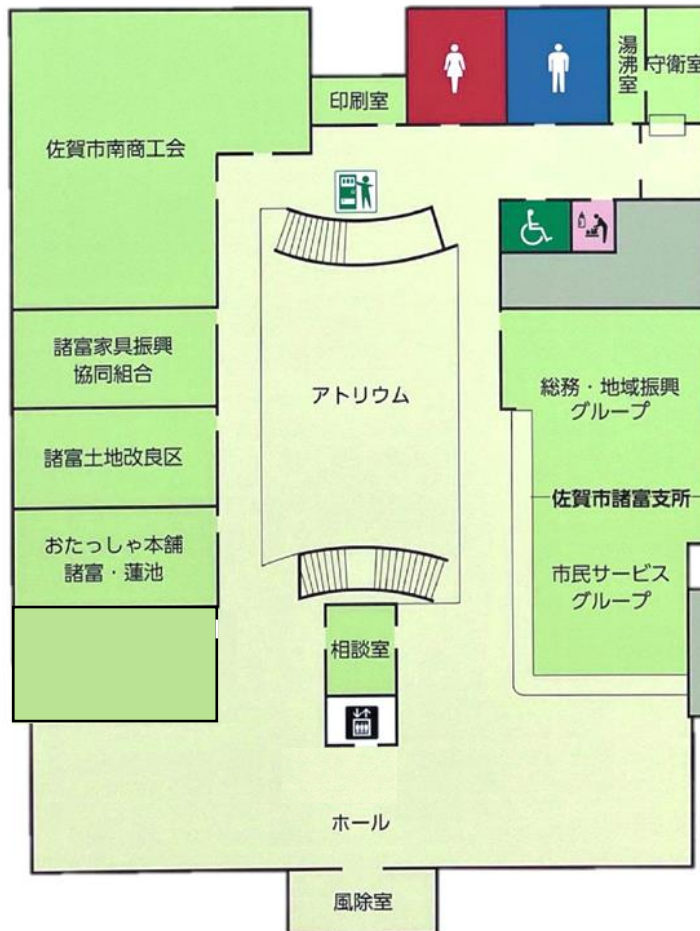 湯沸室
守衛室
印刷室
佐賀市南商工会
諸富家具振興
協同組合
アトリウム
総務・地域振興
グループ
諸富土地改良区
佐賀市諸富支所
おたっしゃ本舗
諸富・蓮池
市民サービス
グループ
相談室
ホール
風除室